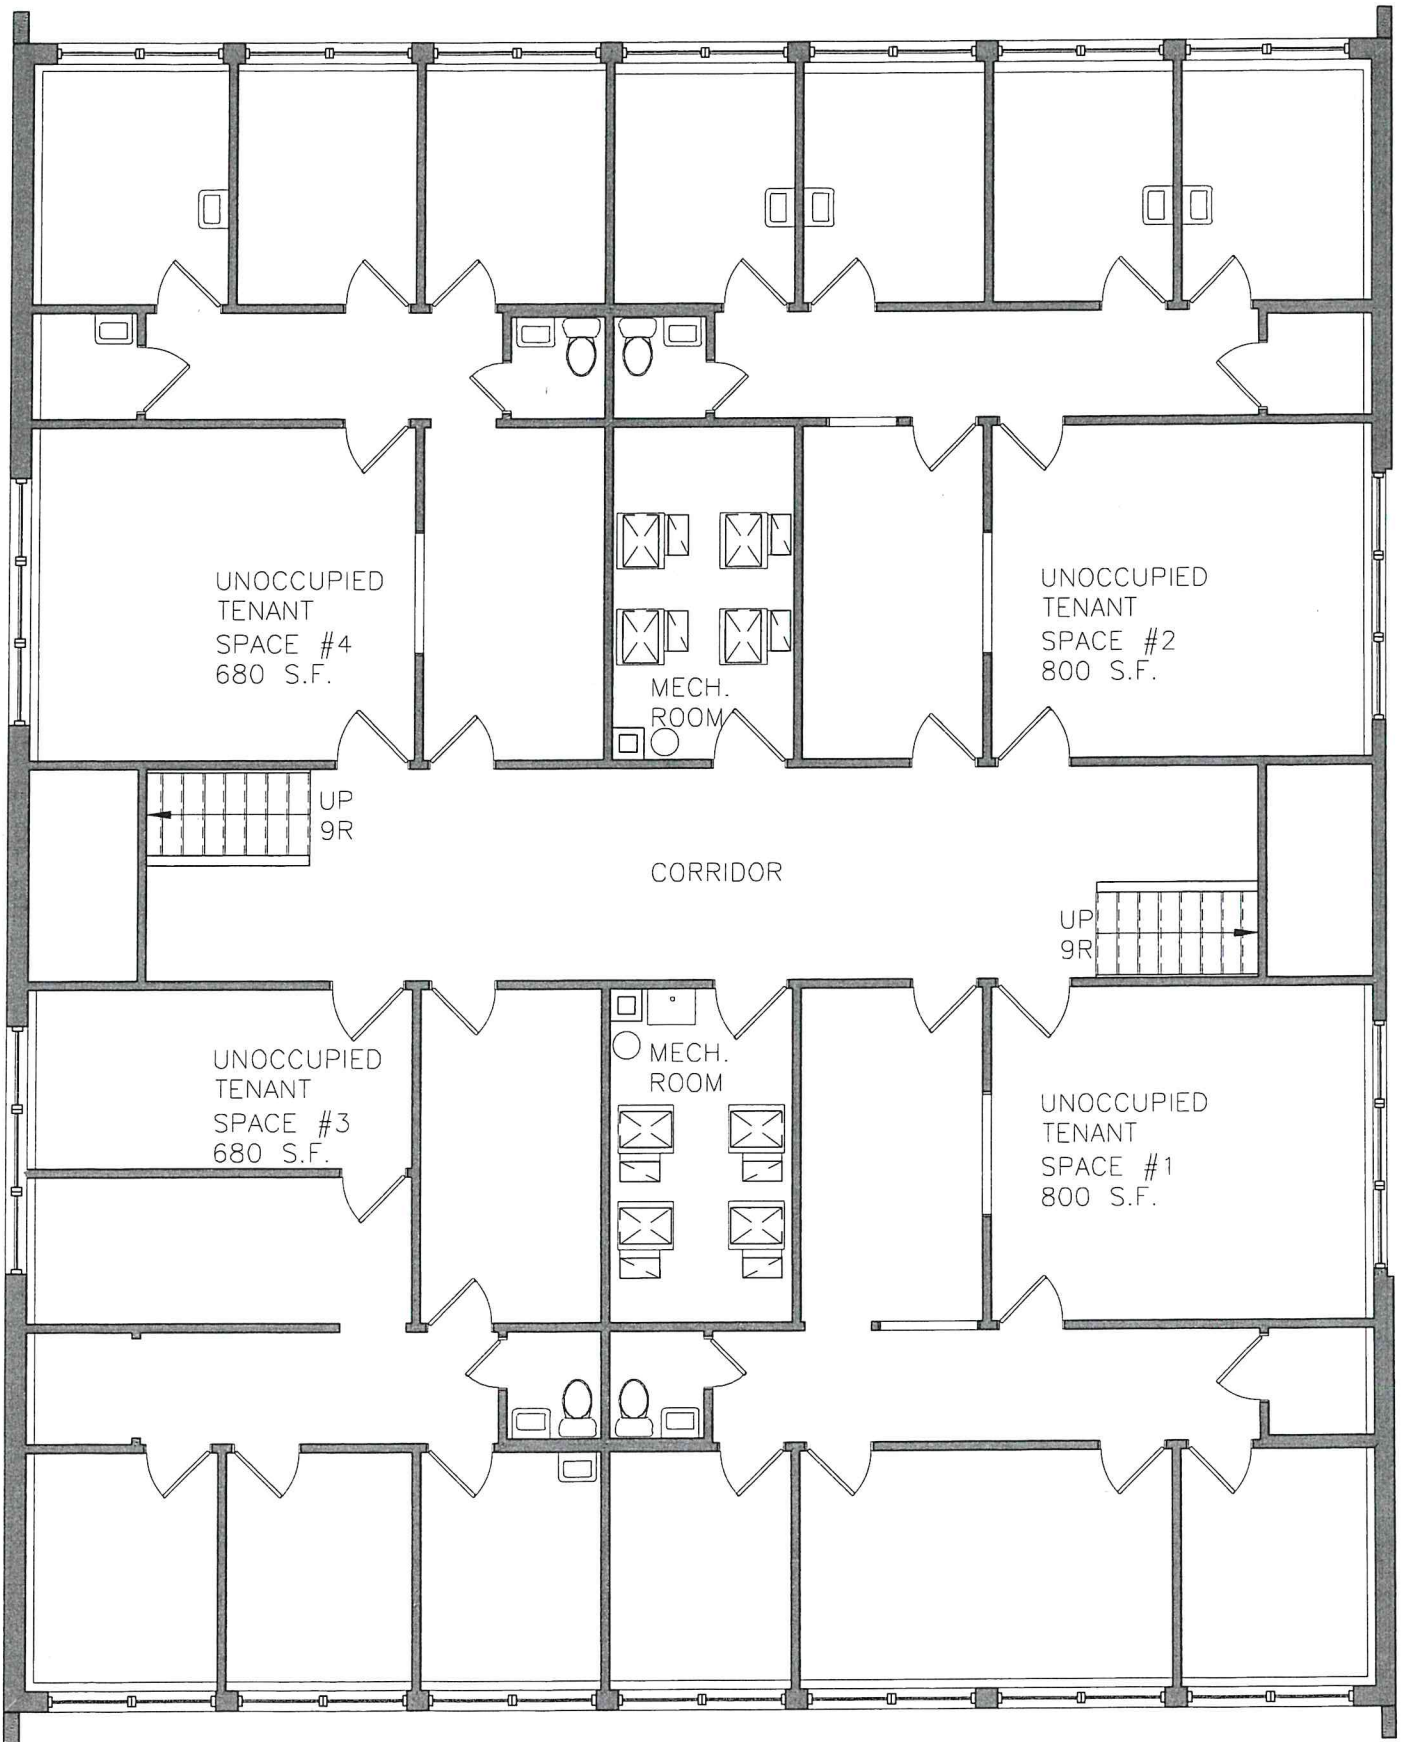 UNOCCUPIED
TENANT
SPACE #4
680 S.F.
UNOCCUPIED
TENANT
SPACE #2
800 S.F.
MECH.
ROOM
UP
9R
CORRIDOR
UP
9R
UNOCCUPIED
TENANT
SPACE #3
680 S.F.
MECH.
ROOM
UNOCCUPIED
TENANT
SPACE #1
800 S.F.